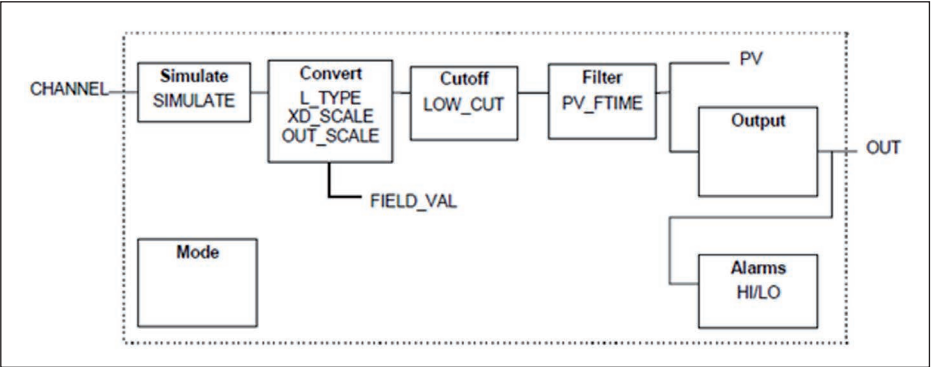 CHANNEL
Simulate
SIMULATE
Convert
L_TYPE
XD_SCALE
OUT_SCALE
Cutoff
LOW_CUT
Filter
PV_FTIME
PV
Output
OUT
FIELD_VAL
Mode
Alarms
HI/LO